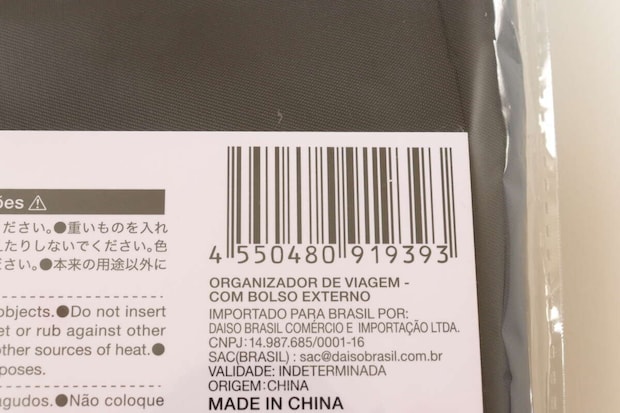 ões ⚠
ださい。●重いものを入れ
えたりしないでください。色
ださい。●本来の用途以外に
objects.●Do not insert
et or rub against other
other sources of heat.●
poses.
gudos.●Não coloque
4 550480 919393
ORGANIZADOR DE VIAGEM -
COM BOLSO EXTERNO
IMPORTADO PARA BRASIL POR:
DAISO BRASIL COMÉRCIO E IMPORTAÇÃO LTDA.
CNPJ:14.987.685/0001-16
SAC(BRASIL) : sac@daisobrasil.com.br
VALIDADE: INDETERMINADA
ORIGEM:CHINA
MADE IN CHINA